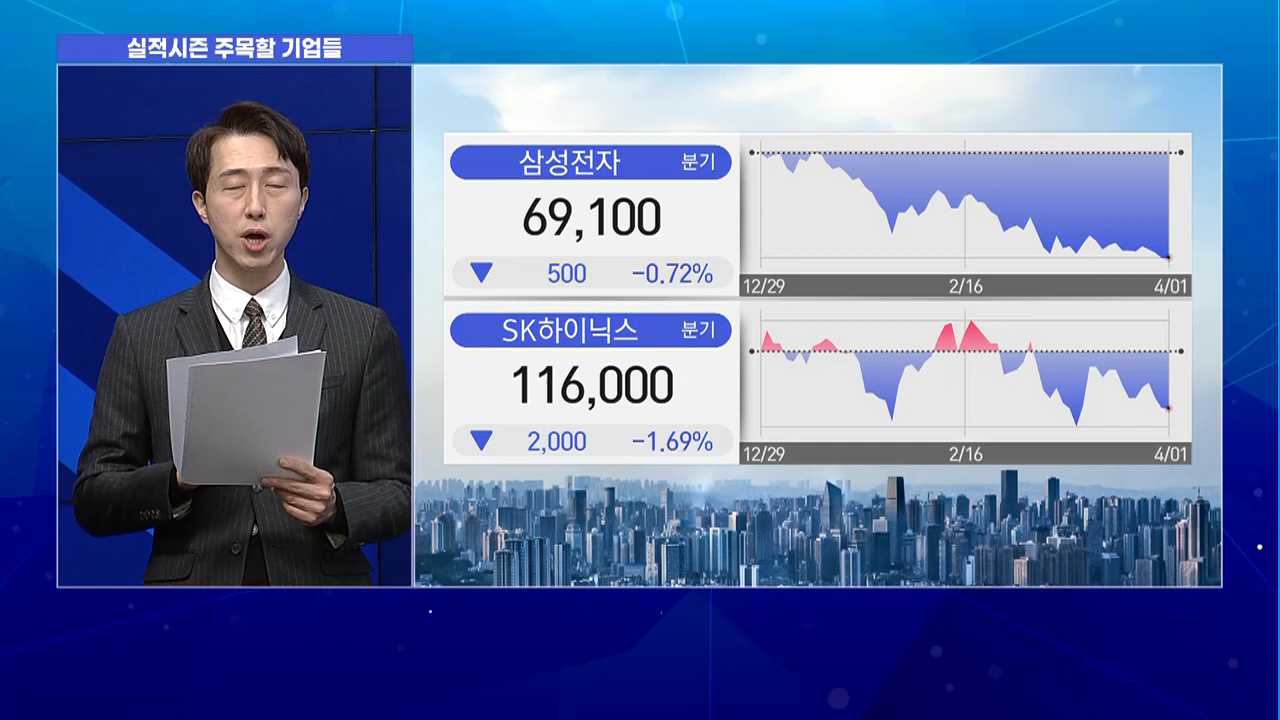 실적시즌 주목할 기업들
삼성전자 분기
69,100
▼ 500 -0.72%
12/29 2/16 4/01
SK하이닉스 분기
116,000
▼ 2,000 -1.69%
12/29 2/16 4/01